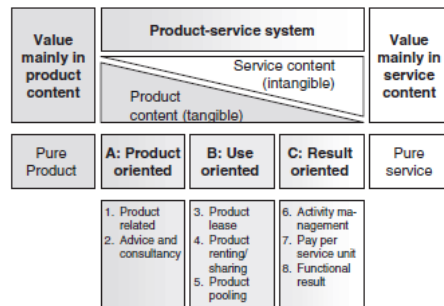 Value
mainly in
product
content
Product-service system
Service content
(intangible)
Product
content (tangible)
Value
mainly in
service
content
Pure
Product
A: Product
oriented
B: Use
oriented
C: Result
oriented
Pure
service
1. Product
related
2. Advice and
consultancy
3. Product
lease
4. Product
renting/
sharing
5. Product
pooling
6. Activity ma-
nagement
7. Pay per
service unit
8. Functional
result